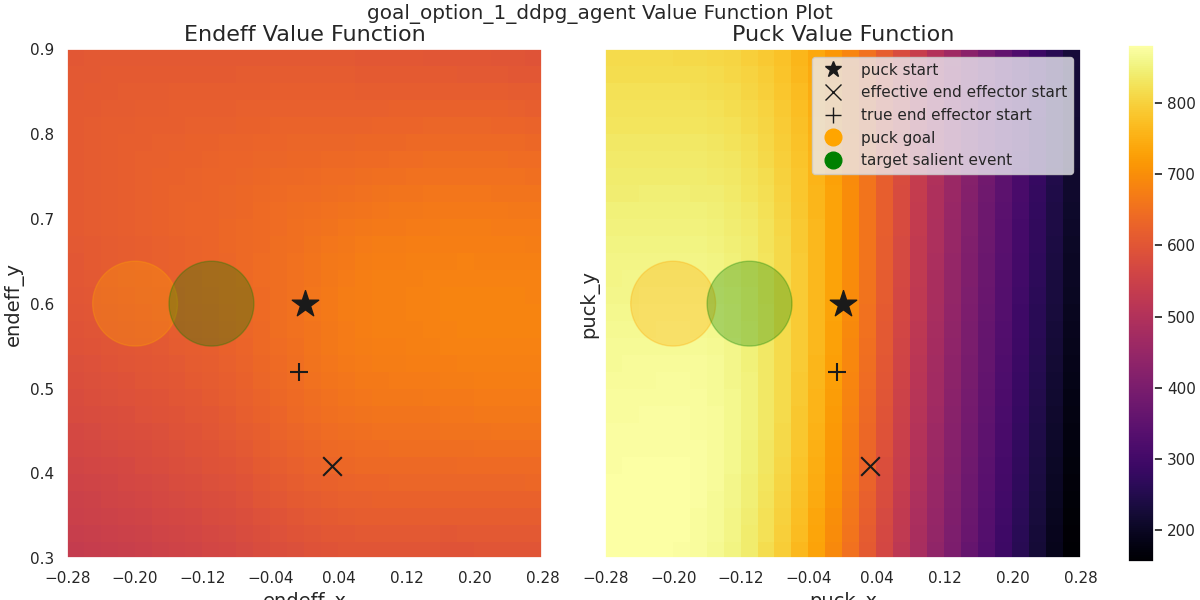 goal_option_1_ddpg_agent Value Function Plot
Endeff Value Function
Puck Value Function
endeff_y
0.9
0.8
0.7
0.6
0.5
0.4
0.3
−0.28 −0.20 −0.12 −0.04 0.04 0.12 0.20 0.28
endeff_x
puck_y
puck start
effective end effector start
true end effector start
puck goal
target salient event
−0.28 −0.20 −0.12 −0.04 0.04 0.12 0.20 0.28
puck_x
800
700
600
500
400
300
200